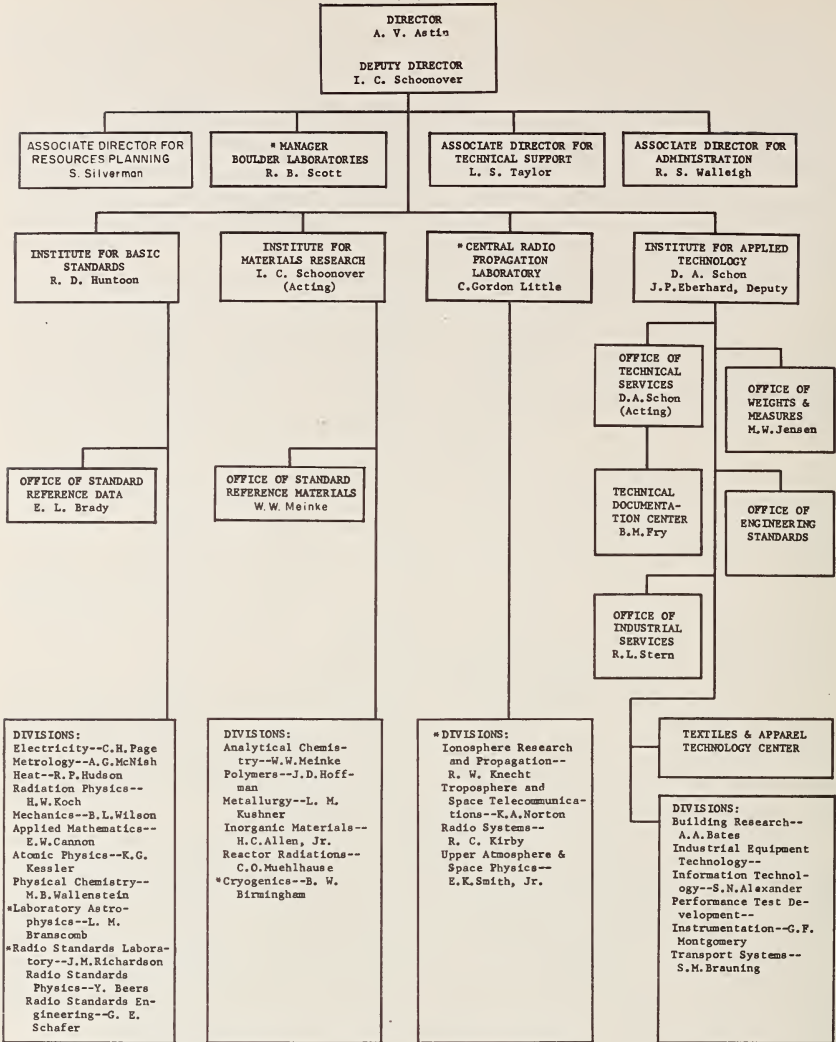 DIRECTOR
A. V. Astin
DEPUTY DIRECTOR
I. C. Schoonover
ASSOCIATE DIRECTOR FOR
RESOURCES PLANNING
S. Silverman
* MANAGER
BOULDER LABORATORIES
R. B. Scott
ASSOCIATE DIRECTOR FOR
TECHNICAL SUPPORT
L. S. Taylor
ASSOCIATE DIRECTOR FOR
ADMINISTRATION
R. S. Walleigh
INSTITUTE FOR BASIC
STANDARDS
R. D. Huntoon
INSTITUTE FOR
MATERIALS RESEARCH
I. C. Schoonover
(Acting)
* CENTRAL RADIO
PROPAGATION
LABORATORY
C.Gordon Little
INSTITUTE FOR APPLIED
TECHNOLOGY
D. A. Schon
J.P.Eberhard, Deputy
OFFICE OF
TECHNICAL
SERVICES
D.A.Schon
(Acting)
OFFICE OF
WEIGHTS &
MEASURES
M.W.Jensen
OFFICE OF STANDARD
REFERENCE DATA
E. L. Brady
OFFICE OF STANDARD
REFERENCE MATERIALS
W. W. Meinke
TECHNICAL
DOCUMENTA-
TION CENTER
B.M.Fry
OFFICE OF
ENGINEERING
STANDARDS
OFFICE OF
INDUSTRIAL
SERVICES
R.L.Stern
DIVISIONS:
Electricity--C.H.Page
Metrology--A.G.McNish
Heat--R.P.Hudson
Radiation Physics--
H.W.Koch
Mechanics--B.L.Wilson
Applied Mathematics--
E.W.Cannon
Atomic Physics--K.G.
Kessler
Physical Chemistry--
M.B.Wallenstein
*Laboratory Astro-
physics--L. M.
Branscomb
*Radio Standards Labora-
tory--J.M.Richardson
Radio Standards
Physics--Y. Beers
Radio Standards En-
gineering--G. E.
Schafer
DIVISIONS:
Analytical Chemis-
try--W.W.Meinke
Polymers--J.D.Hoff-
man
Metallurgy--L. M.
Kushner
Inorganic Materials--
H.C.Allen, Jr.
Reactor Radiations--
C.O.Muehlhause
*Cryogenics--B. W.
Birmingham
* DIVISIONS:
Ionosphere Research
and Propagation--
R. W. Knecht
Troposphere and
Space Telecommunica-
tions--K.A.Norton
Radio Systems--
R. C. Kirby
Upper Atmosphere &
Space Physics--
E.K.Smith, Jr.
TEXTILES & APPAREL
TECHNOLOGY CENTER
DIVISIONS:
Building Research--
A.A.Bates
Industrial Equipment
Technology--
Information Technol-
ogy--S.N.Alexander
Performance Test De-
velopment--
Instrumentation--G.F.
Montgomery
Transport Systems--
S.M.Brauning